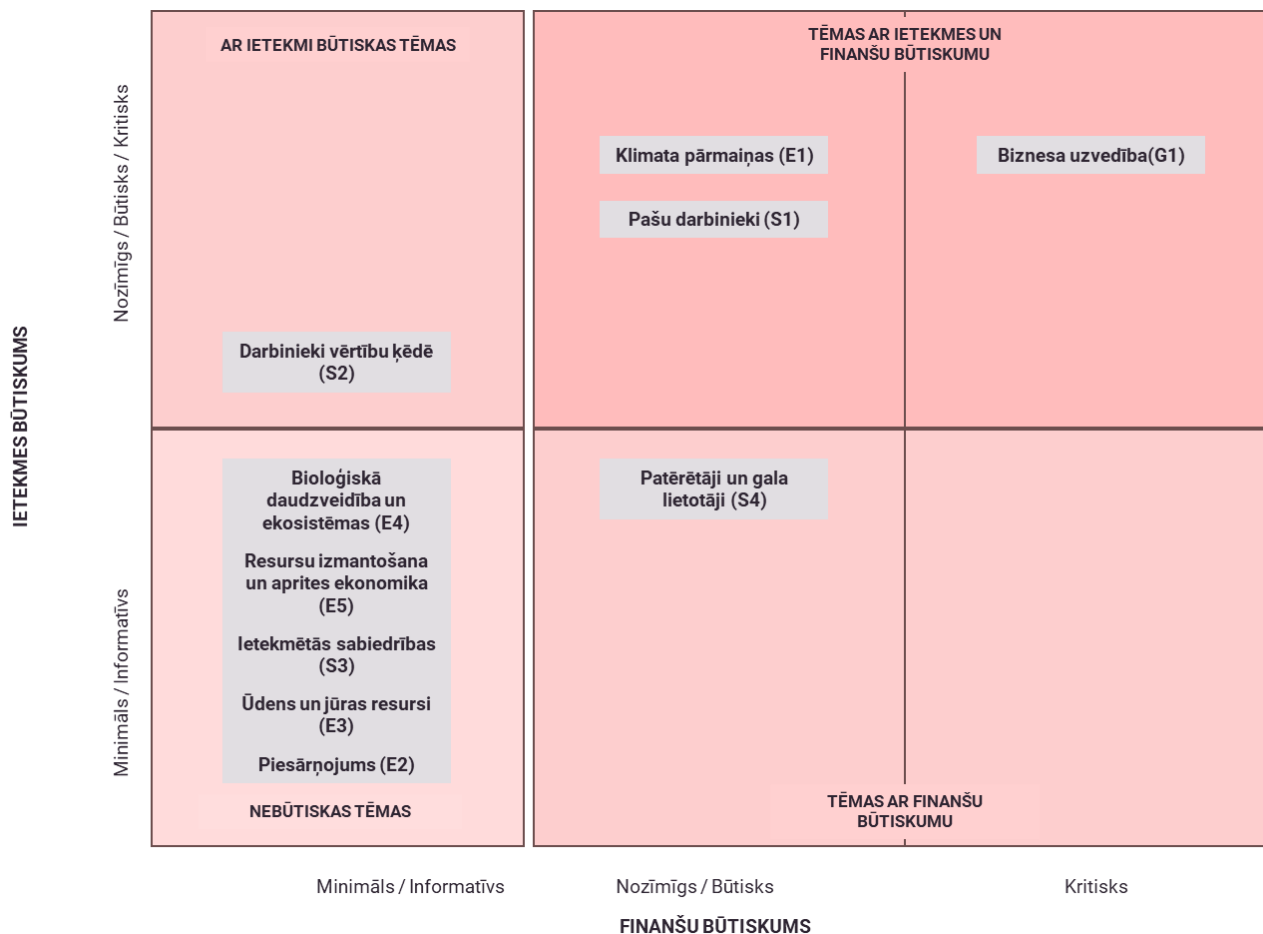 AR IETEKMI BŪTISKAS TĒMAS
TĒMAS AR IETEKMES UN
FINANŠU BŪTISKUMU
Klimata pārmaiņas (E1)
Biznesa uzvedība(G1)
Pašu darbinieki (S1)
Darbinieki vērtību ķēdē
(S2)
Nozīmīgs / Būtisks / Kritisks
IETEKMES BŪTISKUMS
Bioloģiskā
daudzveidība un
ekosistēmas (E4)
Resursu izmantošana
un aprites ekonomika
(E5)
Ietekmētās sabiedrības
(S3)
Ūdens un jūras resursi
(E3)
Piesārņojums (E2)
NEBŪTISKAS TĒMAS
Patērētāji un gala
lietotāji (S4)
TĒMAS AR FINANŠU
BŪTISKUMU
Minimāls / Informatīvs
Minimāls / Informatīvs
Nozīmīgs / Būtisks
Kritisks
FINANŠU BŪTISKUMS